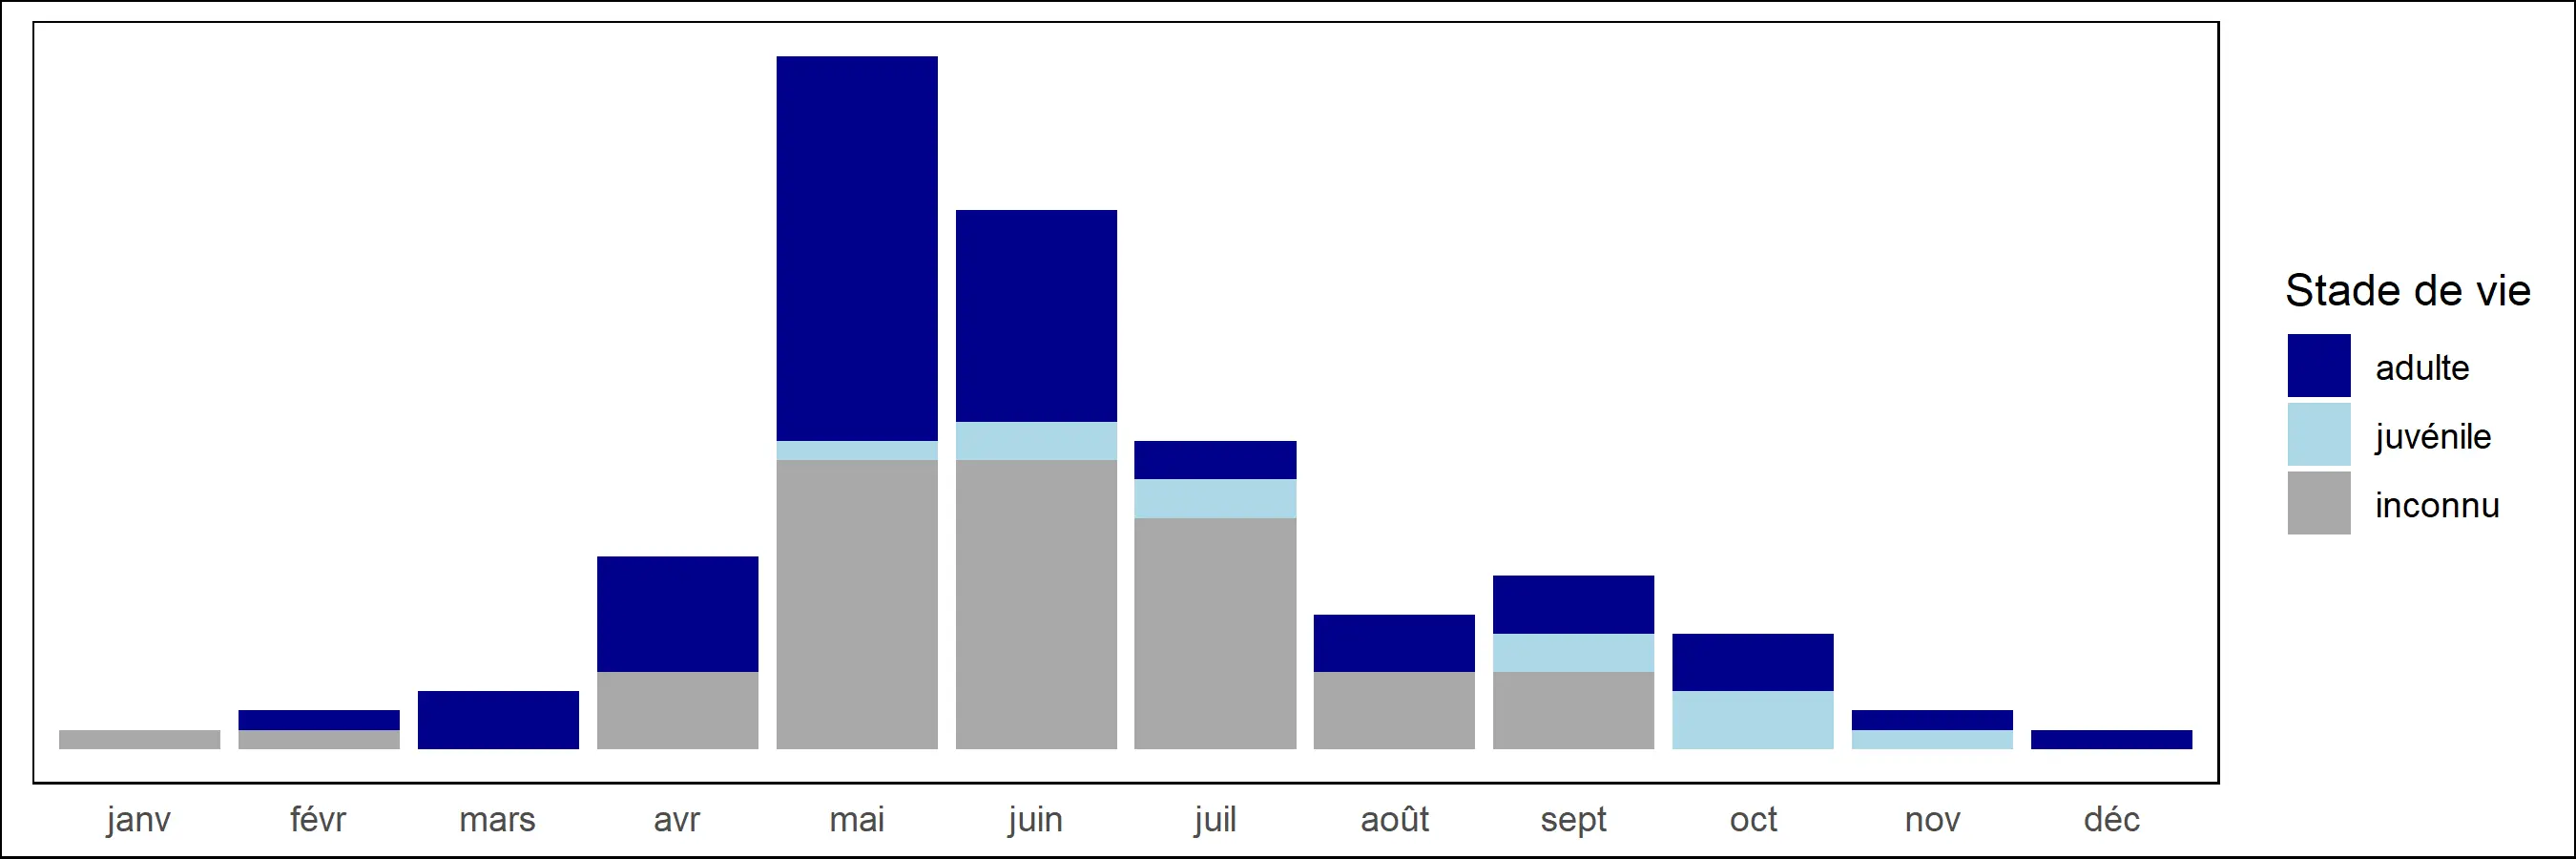 Stade de vie
adulte
juvénile
inconnu
janv févr mars avr mai juin juil août sept oct nov déc